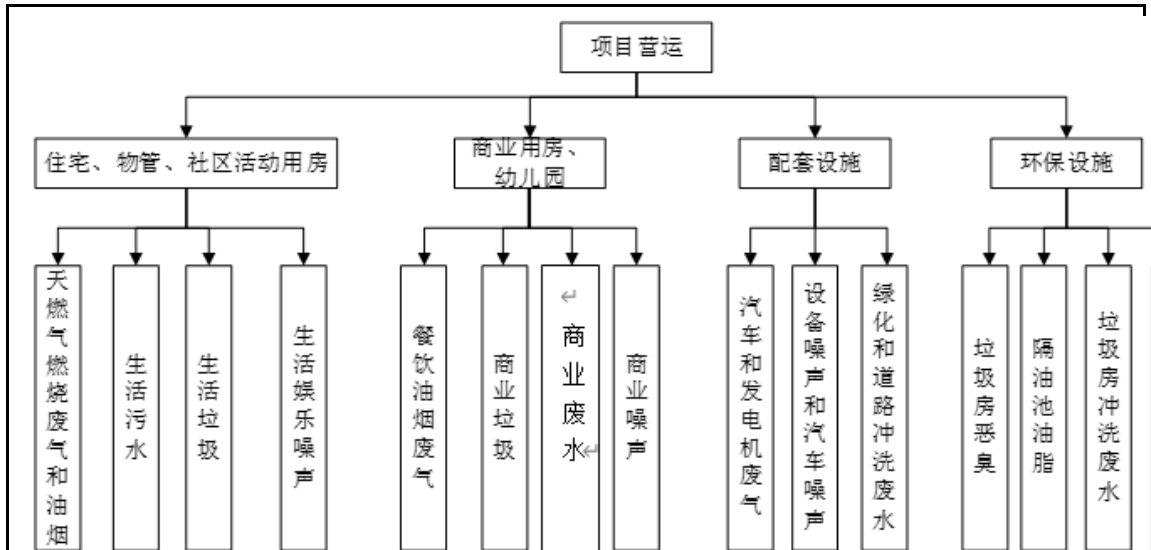 项目营运
住宅、物管、社区活动用房
商业用房、
幼儿园
配套设施
环保设施
天燃气燃烧废气和油烟
生活污水
生活垃圾
生活娱乐噪声
餐饮油烟废气
商业垃圾
商业废水
商业噪声
汽车和发电机废气
设备噪声和汽车噪声
绿化和道路冲洗废水
垃圾房恶臭
隔油池油脂
垃圾房冲洗废水